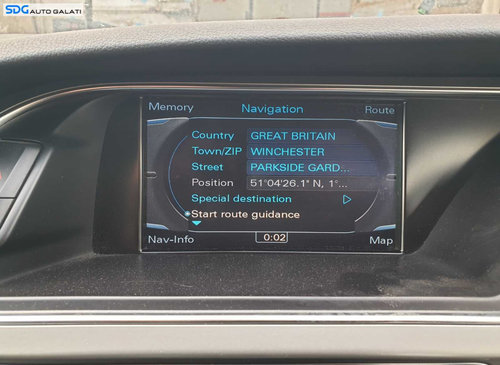 SDG AUTO GALATI
Memory Navigation Route
Country GREAT BRITAIN
Town/ZIP WINCHESTER
Street PARKSIDE GARD...
Position 51°04'26.1" N, 1°...
Special destination
Start route guidance
Nav-Info 0:02 Map